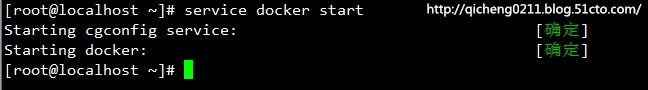 [root@localhost ~]# service docker start http://qicheng0211.blog.51cto.com/
Starting cgconfig service: [确定]
Starting docker: [确定]
[root@localhost ~]#